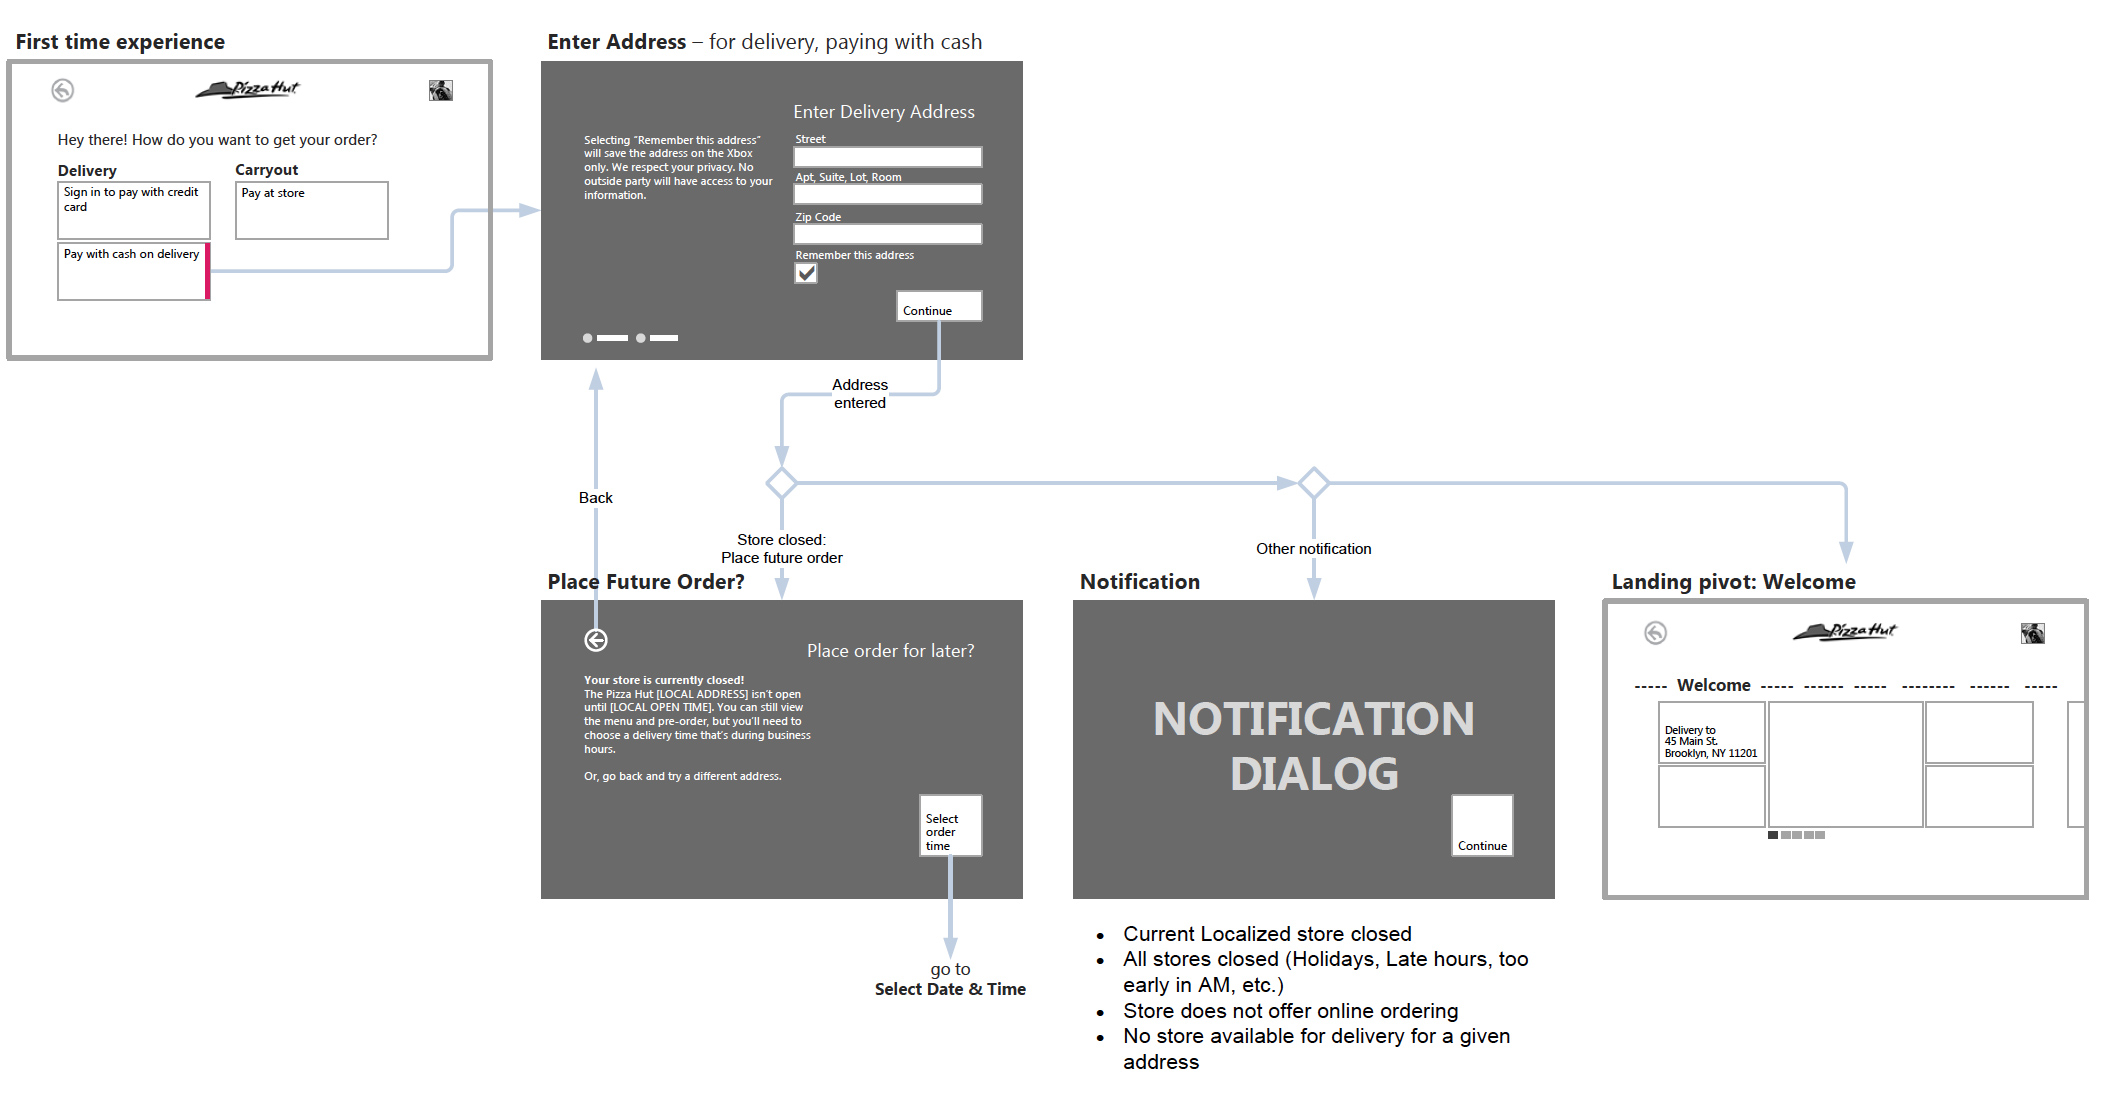 First time experience
Pizza Hut
Hey there! How do you want to get your order?
Delivery
Carryout
Sign in to pay with credit
card
Pay at store
Pay with cash on delivery
Enter Address – for delivery, paying with cash
Enter Delivery Address
Selecting “Remember this address”
will save the address on the Xbox
only. We respect your privacy. No
outside party will have access to your
information.
Street
Apt, Suite, Lot, Room
Zip Code
Remember this address
Continue
Address
entered
Back
Store closed:
Place future order
Other notification
Place Future Order?
Place order for later?
Your store is currently closed!
The Pizza Hut [LOCAL ADDRESS] isn’t open
until [LOCAL OPEN TIME]. You can still view
the menu and pre-order, but you’ll need to
choose a delivery time that’s during business
hours.
Or, go back and try a different address.
Select
order
time
go to
Select Date & Time
Notification
NOTIFICATION
DIALOG
Continue
• Current Localized store closed
• All stores closed (Holidays, Late hours, too
early in AM, etc.)
• Store does not offer online ordering
• No store available for delivery for a given
address
Landing pivot: Welcome
Pizza Hut
----- Welcome ----- ------ ----- -------- ------ -----
Delivery to
45 Main St.
Brooklyn, NY 11201